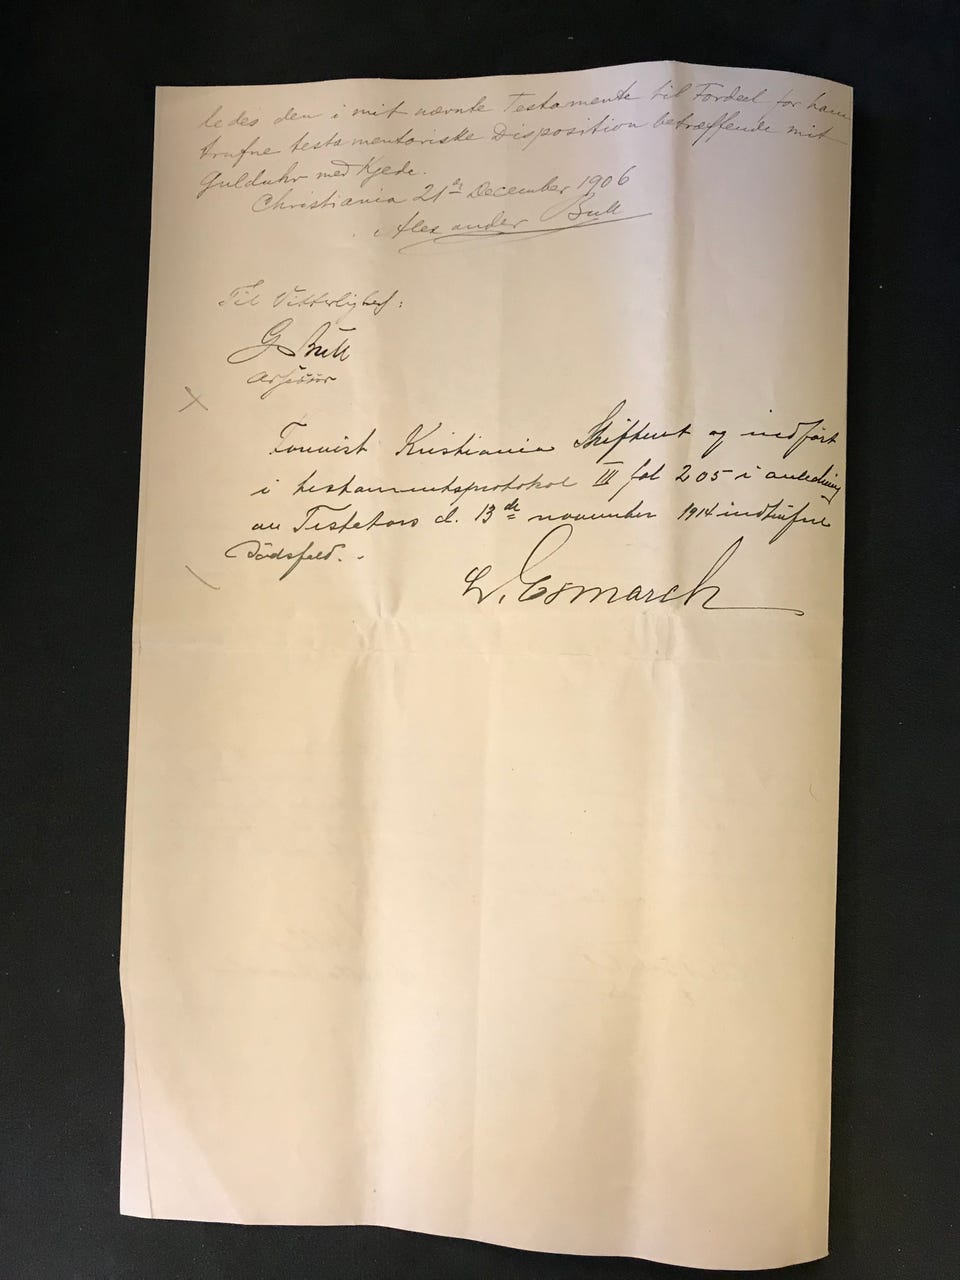 ledes den i mit nævnte Testamente til Fordeel for ham
trufne testamentoriske Disposition betræffende mit
Gulduhr med Kjede.
Christiania 21de December 1906
Alexander Bull
Til Vitterlighed:
G Bull
Assessor
Forevist Kristiania Skifteret og indført
i testamentsprotokol III fol 205 i anledning
av Testators d. 13de november 1914 indtrufne
Dødsfald.
L. Esmarch